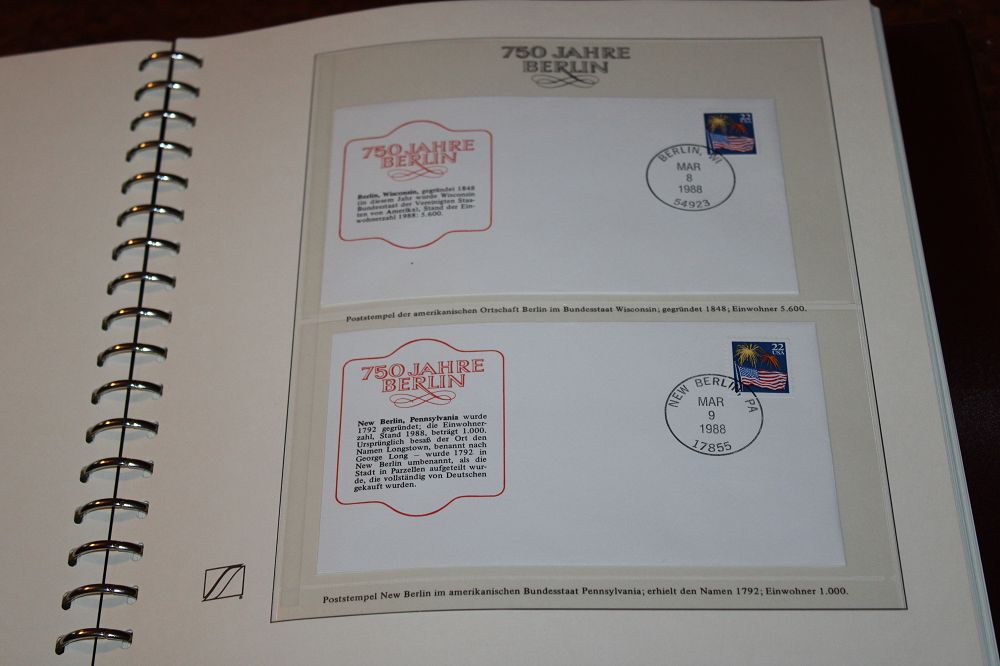 750 JAHRE
BERLIN
750 JAHRE
BERLIN
Berlin, Wisconsin, gegründet 1848
(in diesem Jahr wurde Wisconsin
Bundesstaat der Vereinigten Staa-
ten von Amerika), Stand der Ein-
wohnerzahl 1988: 5.600.
22
USA
BERLIN, WI
MAR
8
1988
54923
Poststempel der amerikanischen Ortschaft Berlin im Bundesstaat Wisconsin; gegründet 1848; Einwohner 5.600.
750 JAHRE
BERLIN
New Berlin, Pennsylvania wurde
1792 gegründet; die Einwohner-
zahl, Stand 1988, beträgt 1.000.
Ursprünglich besaß der Ort den
Namen Longstown, benannt nach
George Long – wurde 1792 in
New Berlin umbenannt, als die
Stadt in Parzellen aufgeteilt wur-
de, die vollständig von Deutschen
gekauft wurden.
22
USA
NEW BERLIN, PA
MAR
9
1988
17855
Poststempel New Berlin im amerikanischen Bundesstaat Pennsylvania; erhielt den Namen 1792; Einwohner 1.000.